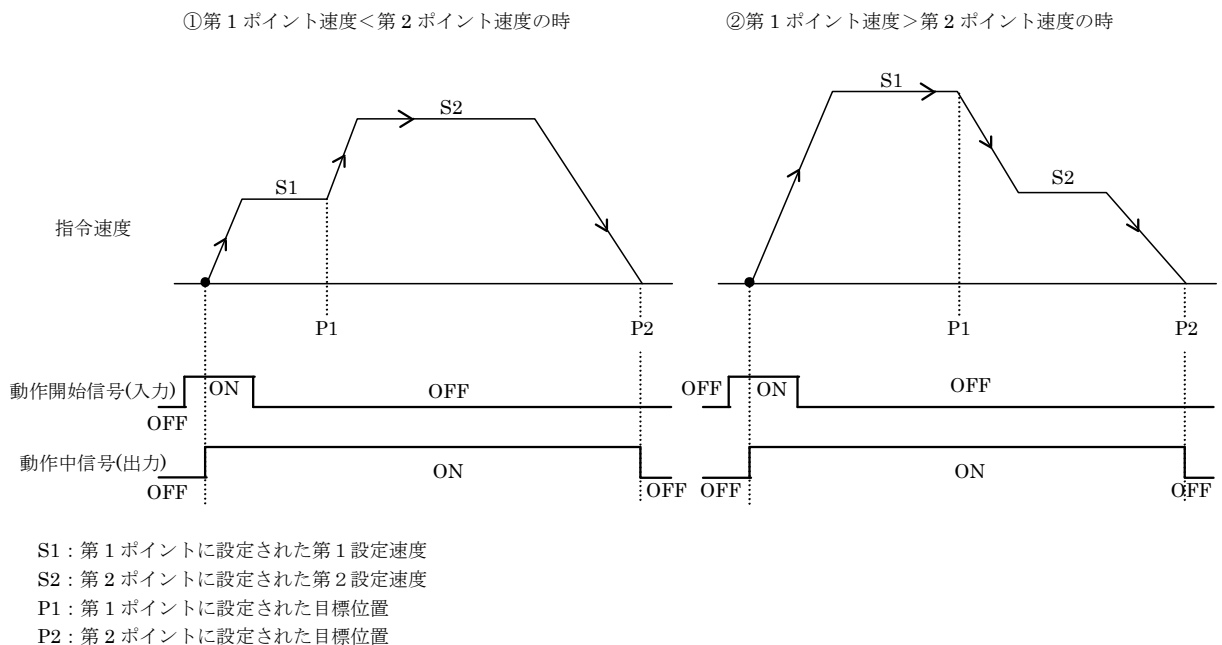 ①第1ポイント速度＜第2ポイント速度の時
②第1ポイント速度＞第2ポイント速度の時
S2
S1
指令速度
P1
P2
S1
S2
P1
P2
動作開始信号(入力)
ON
OFF
OFF
OFF
ON
OFF
動作中信号(出力)
ON
OFF
OFF
ON
OFF
OFF
S1：第1ポイントに設定された第1設定速度
S2：第2ポイントに設定された第２設定速度
P1：第1ポイントに設定された目標位置
P2：第2ポイントに設定された目標位置